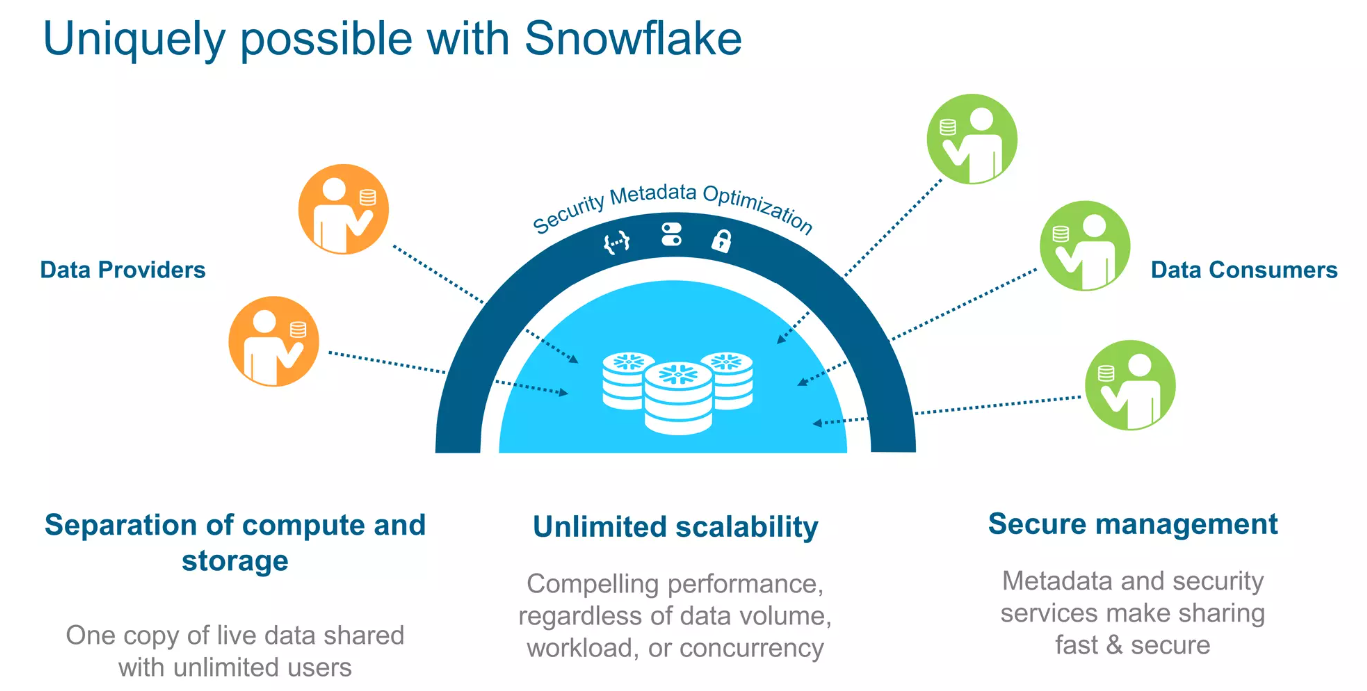 Uniquely possible with Snowflake
Security Metadata Optimization
Data Providers
Data Consumers
Separation of compute and
storage
One copy of live data shared
with unlimited users
Unlimited scalability
Compelling performance,
regardless of data volume,
workload, or concurrency
Secure management
Metadata and security
services make sharing
fast & secure